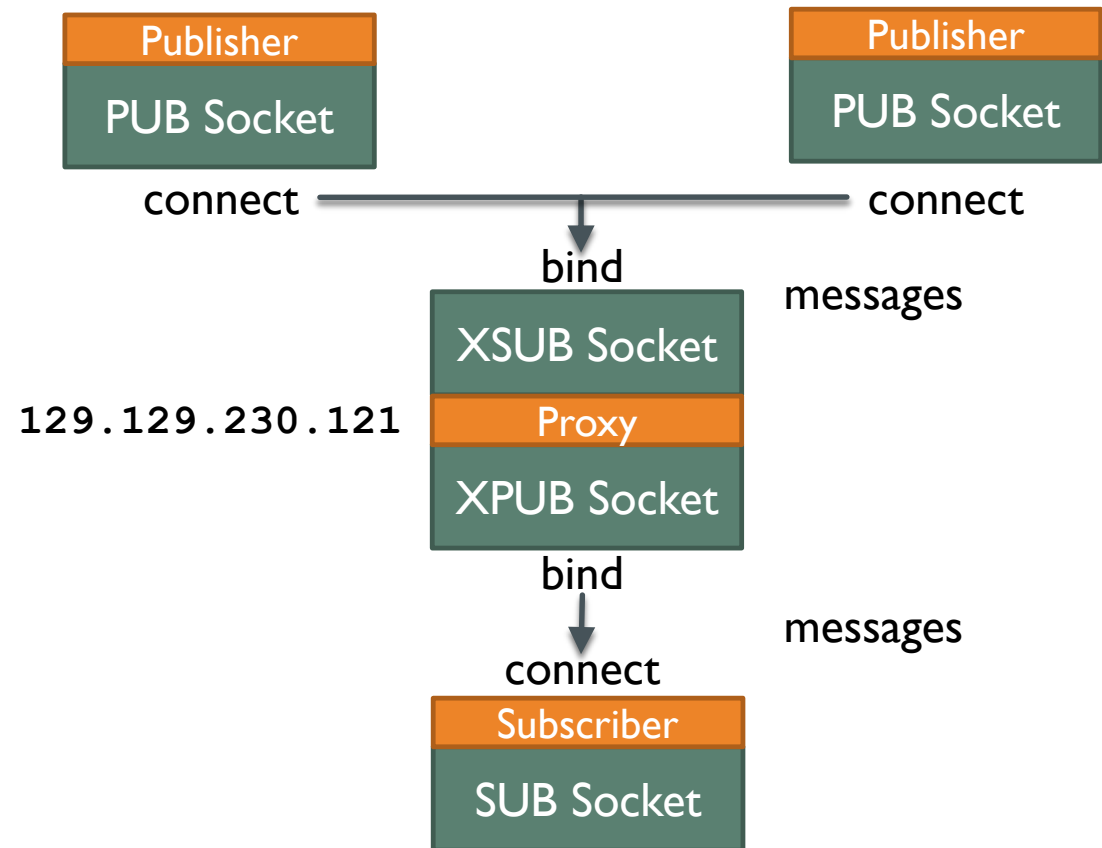 Publisher
PUB Socket
Publisher
PUB Socket
connect
connect
bind
messages
XSUB Socket
129.129.230.121
Proxy
XPUB Socket
bind
messages
connect
Subscriber
SUB Socket